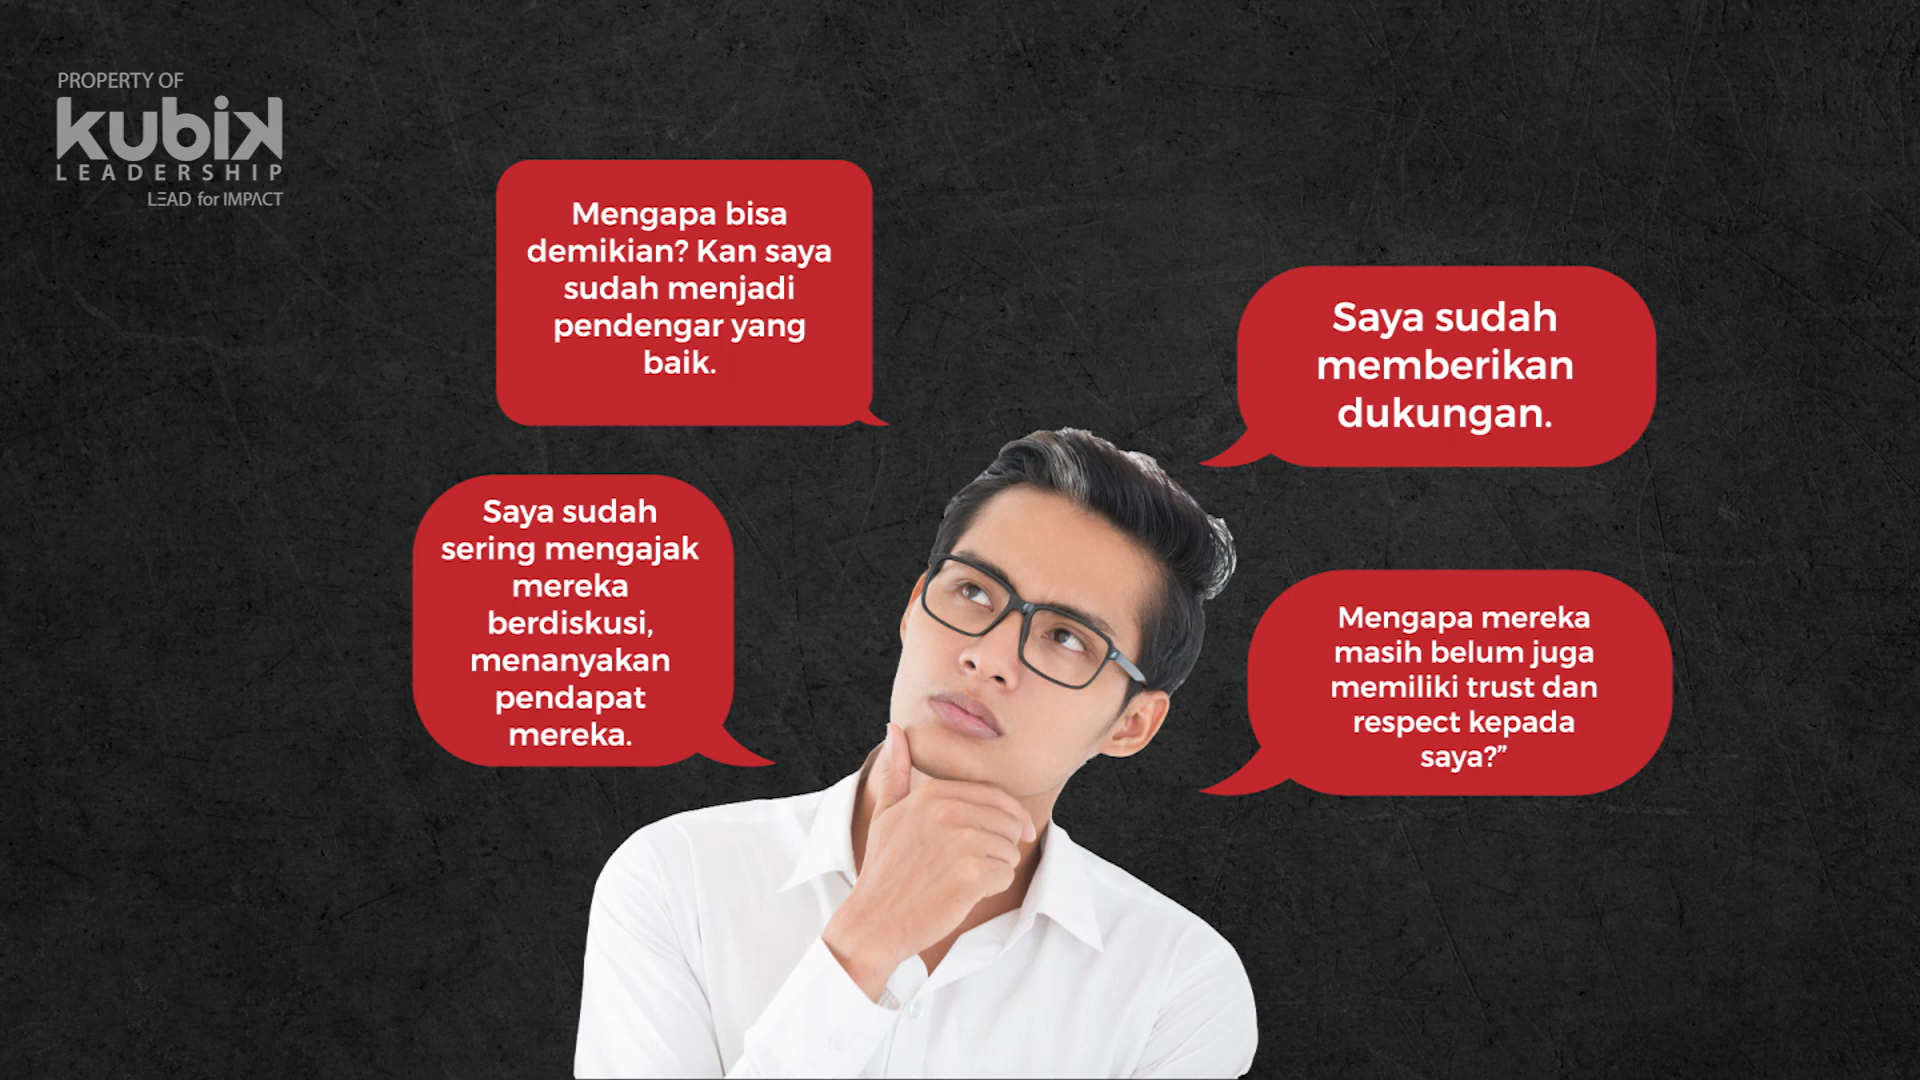 PROPERTY OF
kubik
LEADERSHIP
LEAD for IMPACT
Mengapa bisa
demikian? Kan saya
sudah menjadi
pendengar yang
baik.
Saya sudah
sering mengajak
mereka
berdiskusi,
menanyakan
pendapat
mereka.
Saya sudah
memberikan
dukungan.
Mengapa mereka
masih belum juga
memiliki trust dan
respect kepada
saya?”